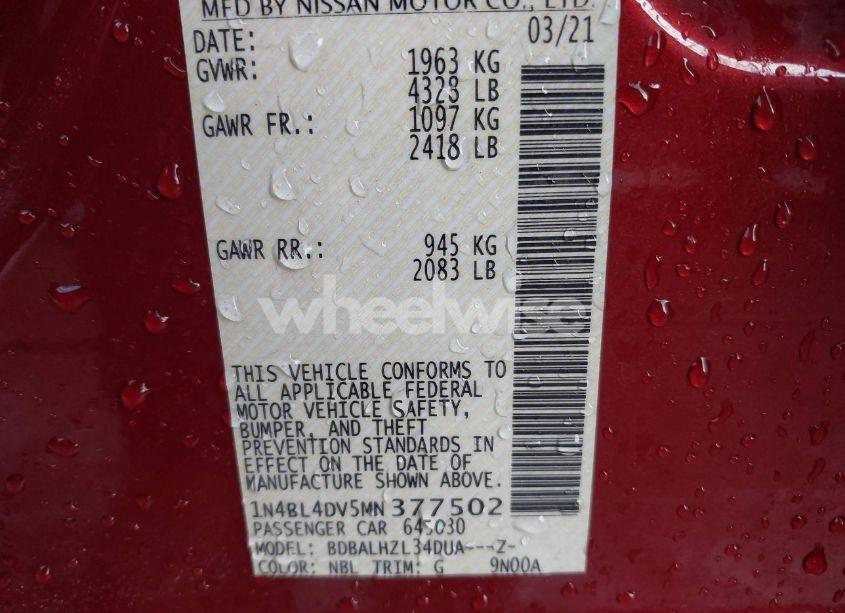 MFD BY NISSAN MOTOR CO., LTD.
DATE: 03/21
GVWR: 1963 KG
4328 LB
GAWR FR.: 1097 KG
2418 LB
GAWR RR.: 945 KG
2083 LB
wheelwise
THIS VEHICLE CONFORMS TO
ALL APPLICABLE FEDERAL
MOTOR VEHICLE SAFETY,
BUMPER, AND THEFT
PREVENTION STANDARDS IN
EFFECT ON THE DATE OF
MANUFACTURE SHOWN ABOVE.
1N4BL4DV5MN377502
PASSENGER CAR 645030
MODEL: BDBALHZL34DUA---Z-
COLOR: NBL TRIM: G 9N00A